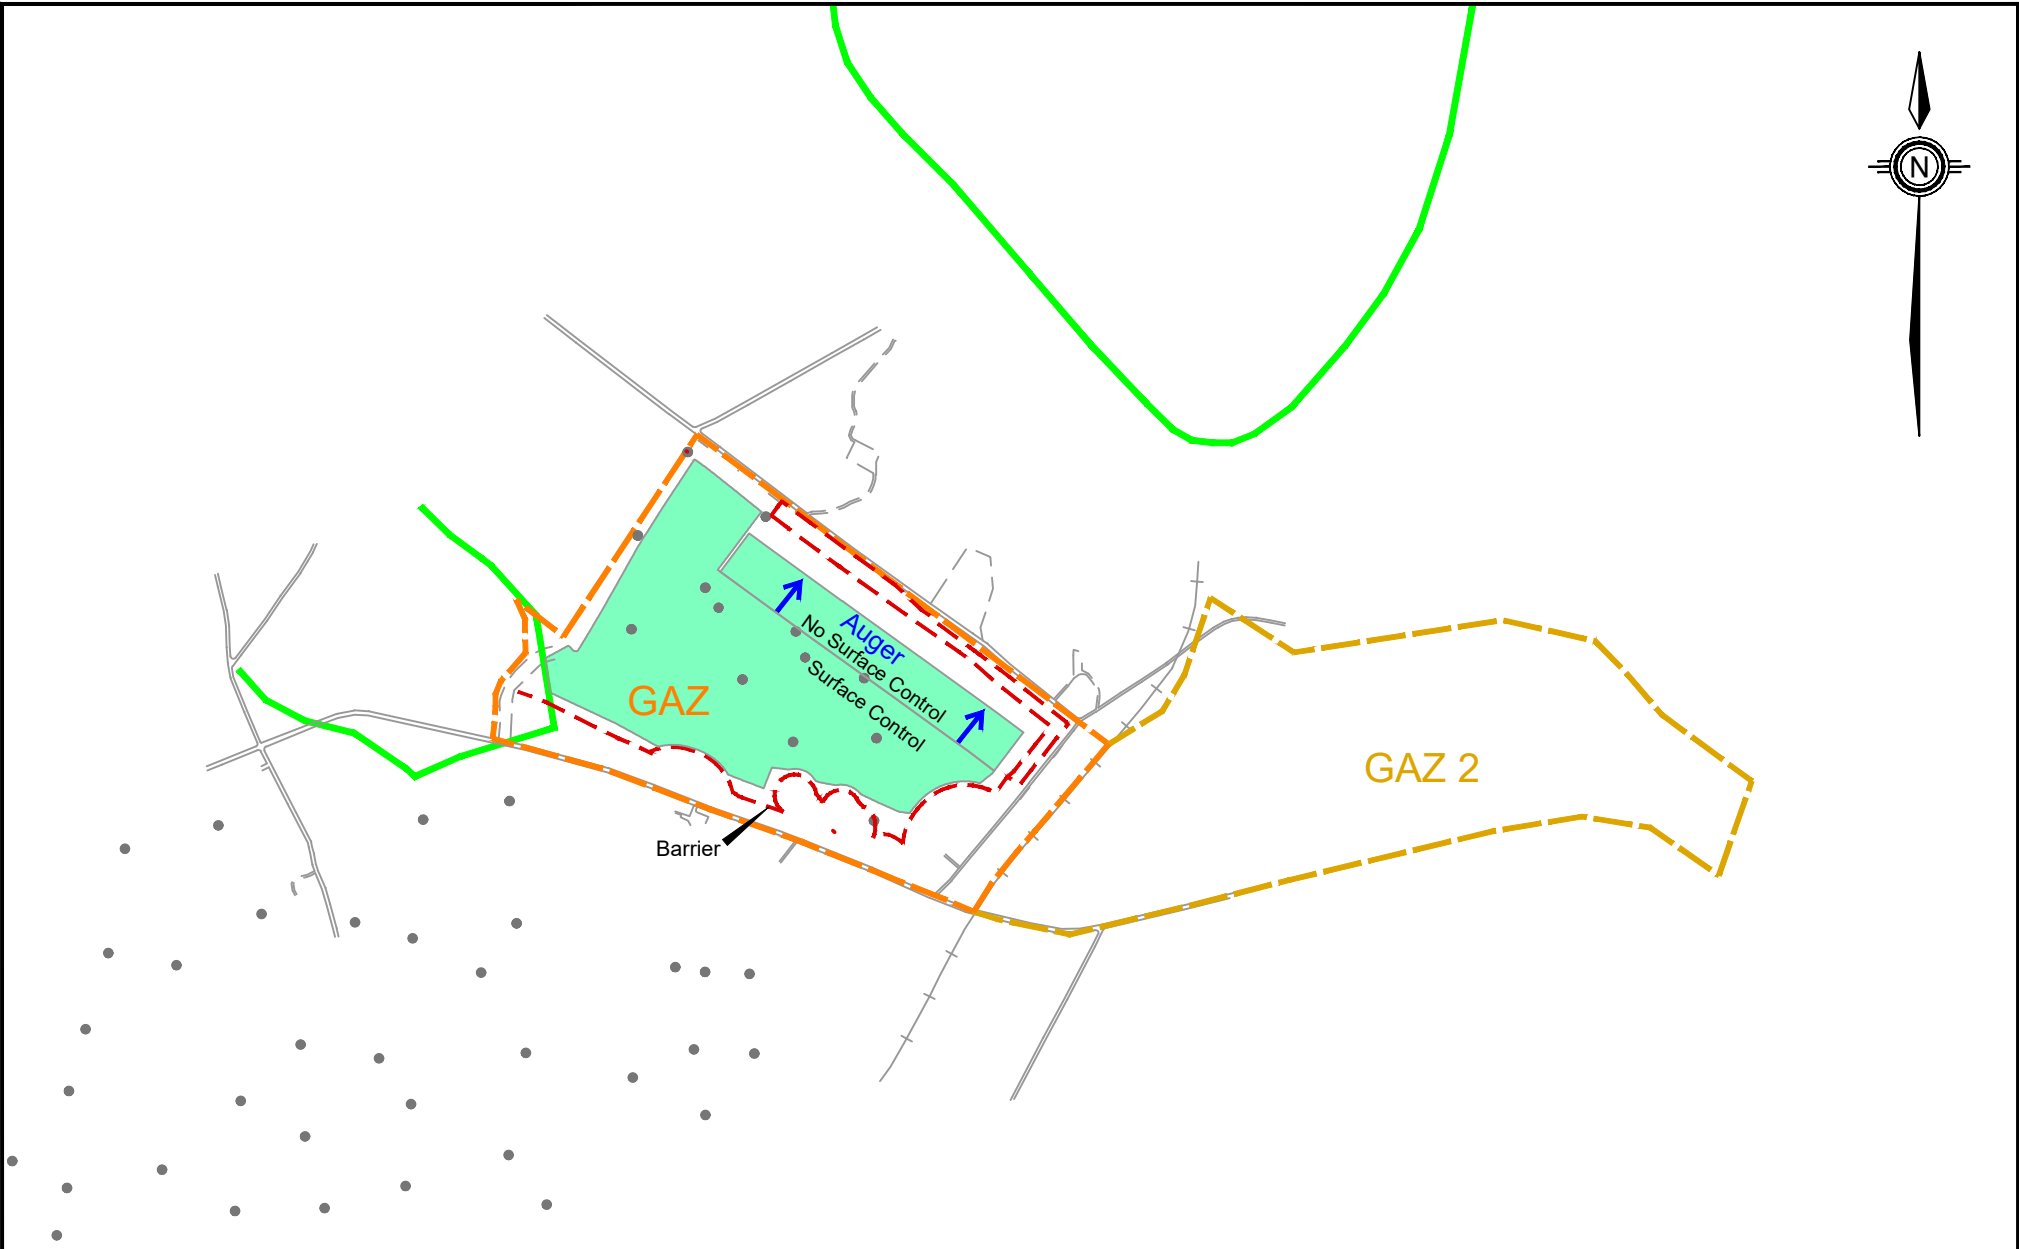 N
Auger
No Surface Control
Surface Control
GAZ
GAZ 2
Barrier